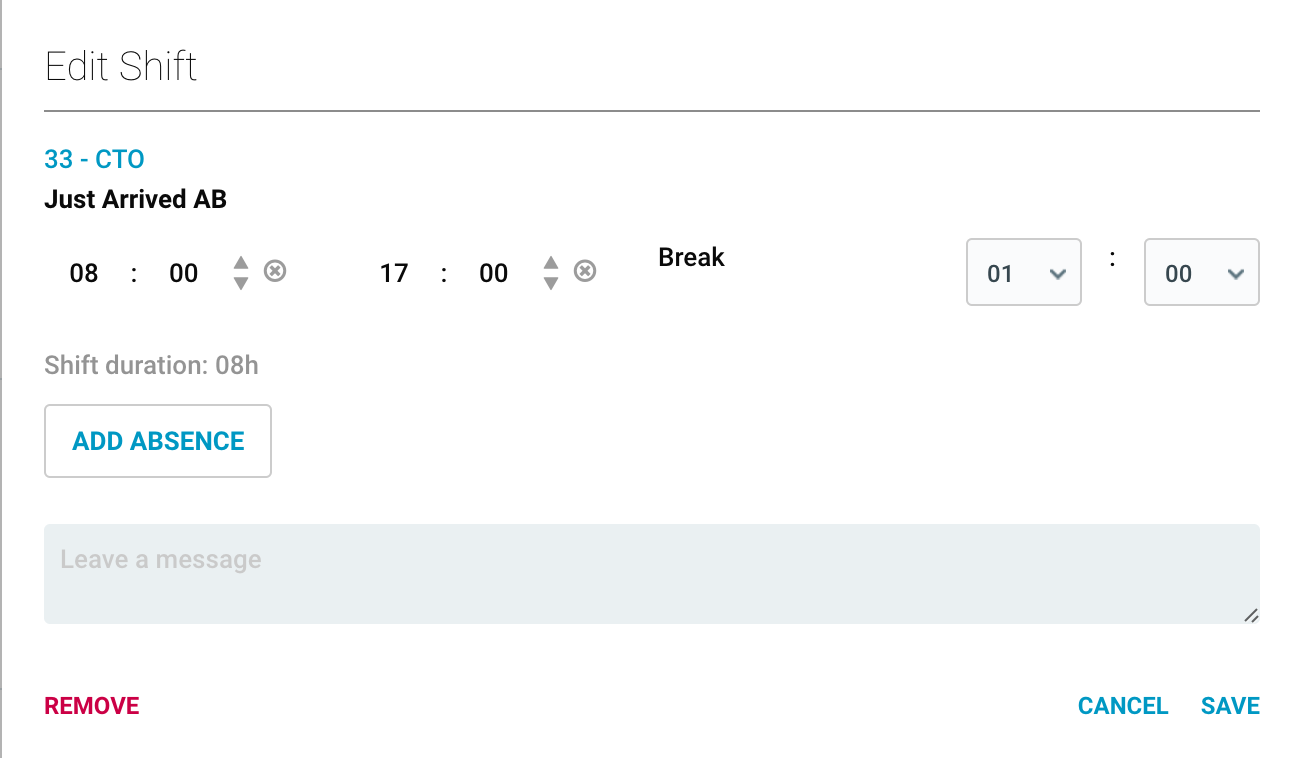 Edit Shift
33 - CTO
Just Arrived AB
08 : 00 17 : 00 Break 01 : 00
Shift duration: 08h
ADD ABSENCE
Leave a message
REMOVE CANCEL SAVE